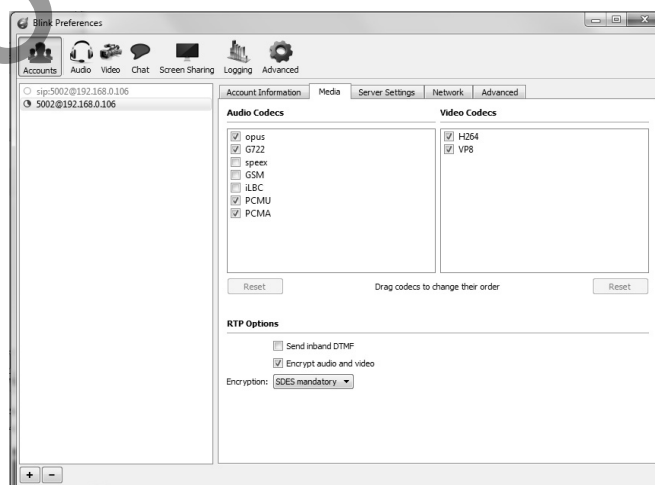 Blink Preferences
Accounts Audio Video Chat Screen Sharing Logging Advanced
sip:5002@192.168.0.106
5002@192.168.0.106
Account Information Media Server Settings Network Advanced
Audio Codecs Video Codecs
opus H264
G722 VP8
speex
GSM
iLBC
PCMU
PCMA
Reset Drag codecs to change their order Reset
RTP Options
Send inband DTMF
Encrypt audio and video
Encryption: SDES mandatory